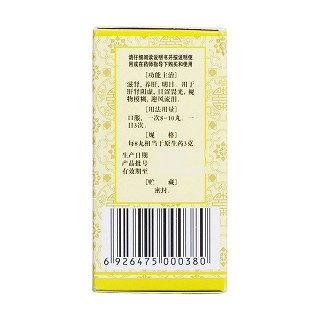 请仔细阅读说明书并按说明使
用或在药师指导下购买和使用
[功能主治]
滋肾，养肝，明目。用于
肝肾阴虚，目涩畏光，视
物模糊，迎风流泪。
[用法用量]
口服，一次8-10丸，一
日3次。
[规 格]
每8丸相当于原生药3克
生产日期
产品批号
有效期至
[贮 藏]
密封。
6 926475 000380